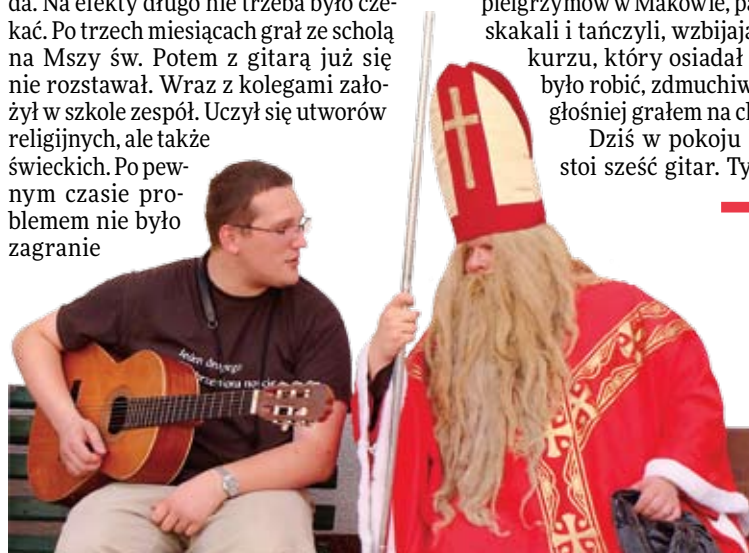 da. Na efekty długo nie trzeba było cze-
kać. Po trzech miesiącach grał ze scholą
na Mszy św. Potem z gitarą już się
nie rozstawał. Wraz z kolegami zało-
żył w szkole zespół. Uczył się utworów
religijnych, ale także
świeckich. Po pew-
nym czasie pro-
blemem nie było
zagranie
pielgrzymów w Makowie,
skakali i tańczyli, wzbijają
kurzu, który osiadał
było robić, zdmuchiw
głośniej grałem na
Dziś w pokoju
stoi sześć gitar. Ty
Jeden drugiego